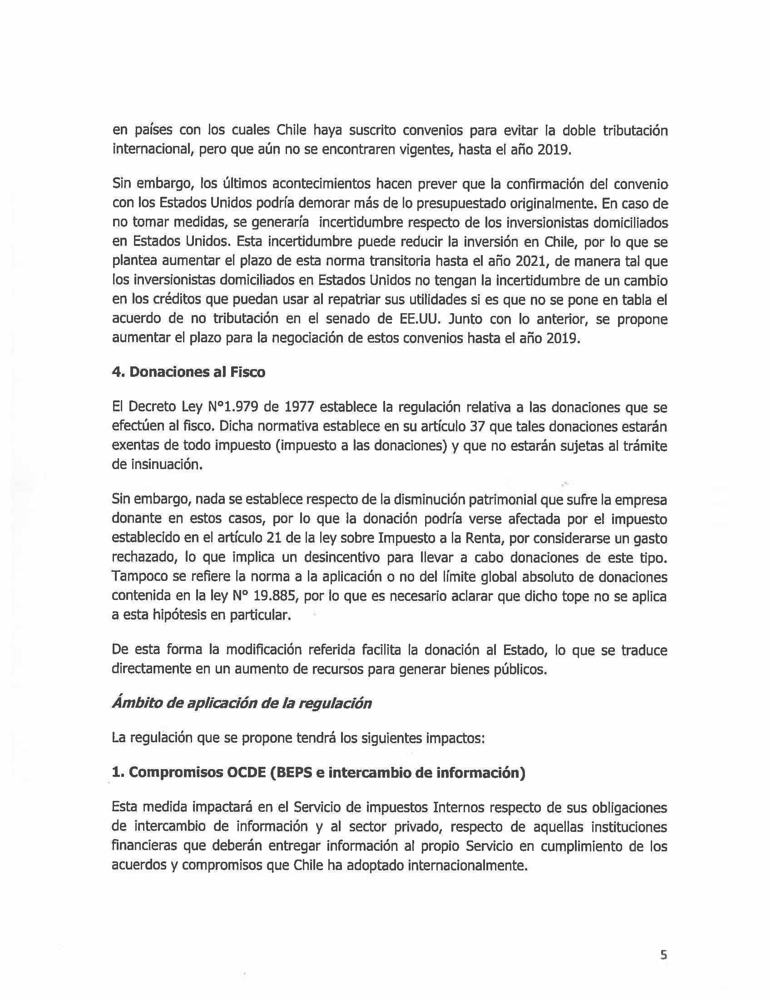 en países con los cuales Chile haya suscrito convenios para evitar la doble tributación
internacional, pero que aún no se encontraren vigentes, hasta el año 2019.
Sin embargo, los últimos acontecimientos hacen prever que la confirmación del convenio
con los Estados Unidos podría demorar más de lo presupuestado originalmente. En caso de
no tomar medidas, se generaría incertidumbre respecto de los inversionistas domiciliados
en Estados Unidos. Esta incertidumbre puede reducir la inversión en Chile, por lo que se
plantea aumentar el plazo de esta norma transitoria hasta el año 2021, de manera tal que
los inversionistas domiciliados en Estados Unidos no tengan la incertidumbre de un cambio
en los créditos que puedan usar al repatriar sus utilidades si es que no se pone en tabla el
acuerdo de no tributación en el senado de EE.UU. Junto con lo anterior, se propone
aumentar el plazo para la negociación de estos convenios hasta el año 2019.
4. Donaciones al Fisco
El Decreto Ley Nº1.979 de 1977 establece la regulación relativa a las donaciones que se
efectúen al fisco. Dicha normativa establece en su artículo 37 que tales donaciones estarán
exentas de todo impuesto (impuesto a las donaciones) y que no estarán sujetas al trámite
de insinuación.
Sin embargo, nada se establece respecto de la disminución patrimonial que sufre la empresa
donante en estos casos, por lo que la donación podría verse afectada por el impuesto
establecido en el artículo 21 de la ley sobre Impuesto a la Renta, por considerarse un gasto
rechazado, lo que implica un desincentivo para llevar a cabo donaciones de este tipo.
Tampoco se refiere la norma a la aplicación o no del límite global absoluto de donaciones
contenida en la ley Nº 19.885, por lo que es necesario aclarar que dicho tope no se aplica
a esta hipótesis en particular.
De esta forma la modificación referida facilita la donación al Estado, lo que se traduce
directamente en un aumento de recursos para generar bienes públicos.
Ámbito de aplicación de la regulación
La regulación que se propone tendrá los siguientes impactos:
1. Compromisos OCDE (BEPS e intercambio de información)
Esta medida impactará en el Servicio de impuestos Internos respecto de sus obligaciones
de intercambio de información y al sector privado, respecto de aquellas instituciones
financieras que deberán entregar información al propio Servicio en cumplimiento de los
acuerdos y compromisos que Chile ha adoptado internacionalmente.
5